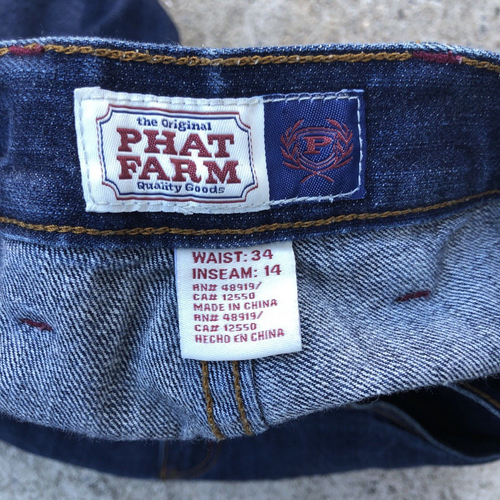 the Original
PHAT
FARM
Quality Goods
P
WAIST: 34
INSEAM: 14
RN# 48919/
CA# 12550
MADE IN CHINA
RN# 48919/
CA# 12550
HECHO EN CHINA